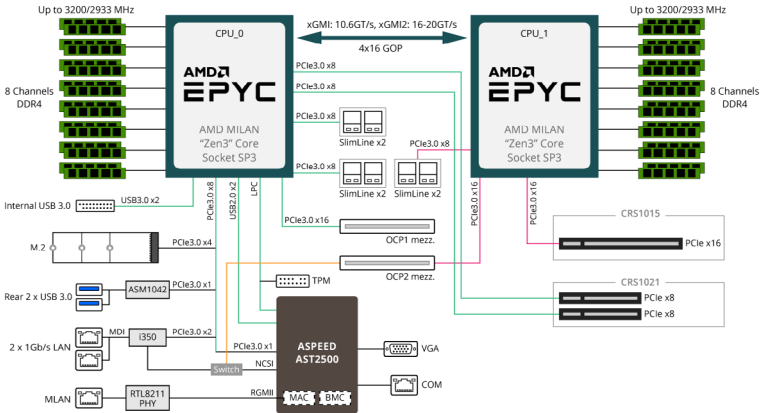 Up to 3200/2933 MHz
xGMI: 10.6GT/s, xGMI2: 16-20GT/s
Up to 3200/2933 MHz
CPU_0
4x16 GOP
CPU_1
PCIe3.0 x8
PCIe3.0 x8
AMD
EPYC
AMD
EPYC
8 Channels
DDR4
8 Channels
DDR4
PCIe3.0 x8
SlimLine x2
AMD MILAN
"Zen3" Core
Socket SP3
AMD MILAN
"Zen3" Core
Socket SP3
PCIe3.0 x8
PCIe3.0 x8
SlimLine x2
SlimLine x2
Internal USB 3.0
USB3.0 x2
PCIe3.0 x8
USB2.0 x2
LPC
PCIe3.0 x16
PCIe3.0 x16
PCIe3.0 x16
OCP1 mezz.
CRS1015
PCIe x16
M.2
PCIe3.0 x4
OCP2 mezz.
TPM
CRS1021
PCIe x8
PCIe x8
Rear 2 x USB 3.0
ASM1042
PCIe3.0 x1
2 x 1Gb/s LAN
MDI
i350
PCIe3.0 x2
PCIe3.0 x1
ASPEED
AST2500
VGA
Switch
NCSI
COM
MLAN
RTL8211
PHY
RGMII
MAC
BMC